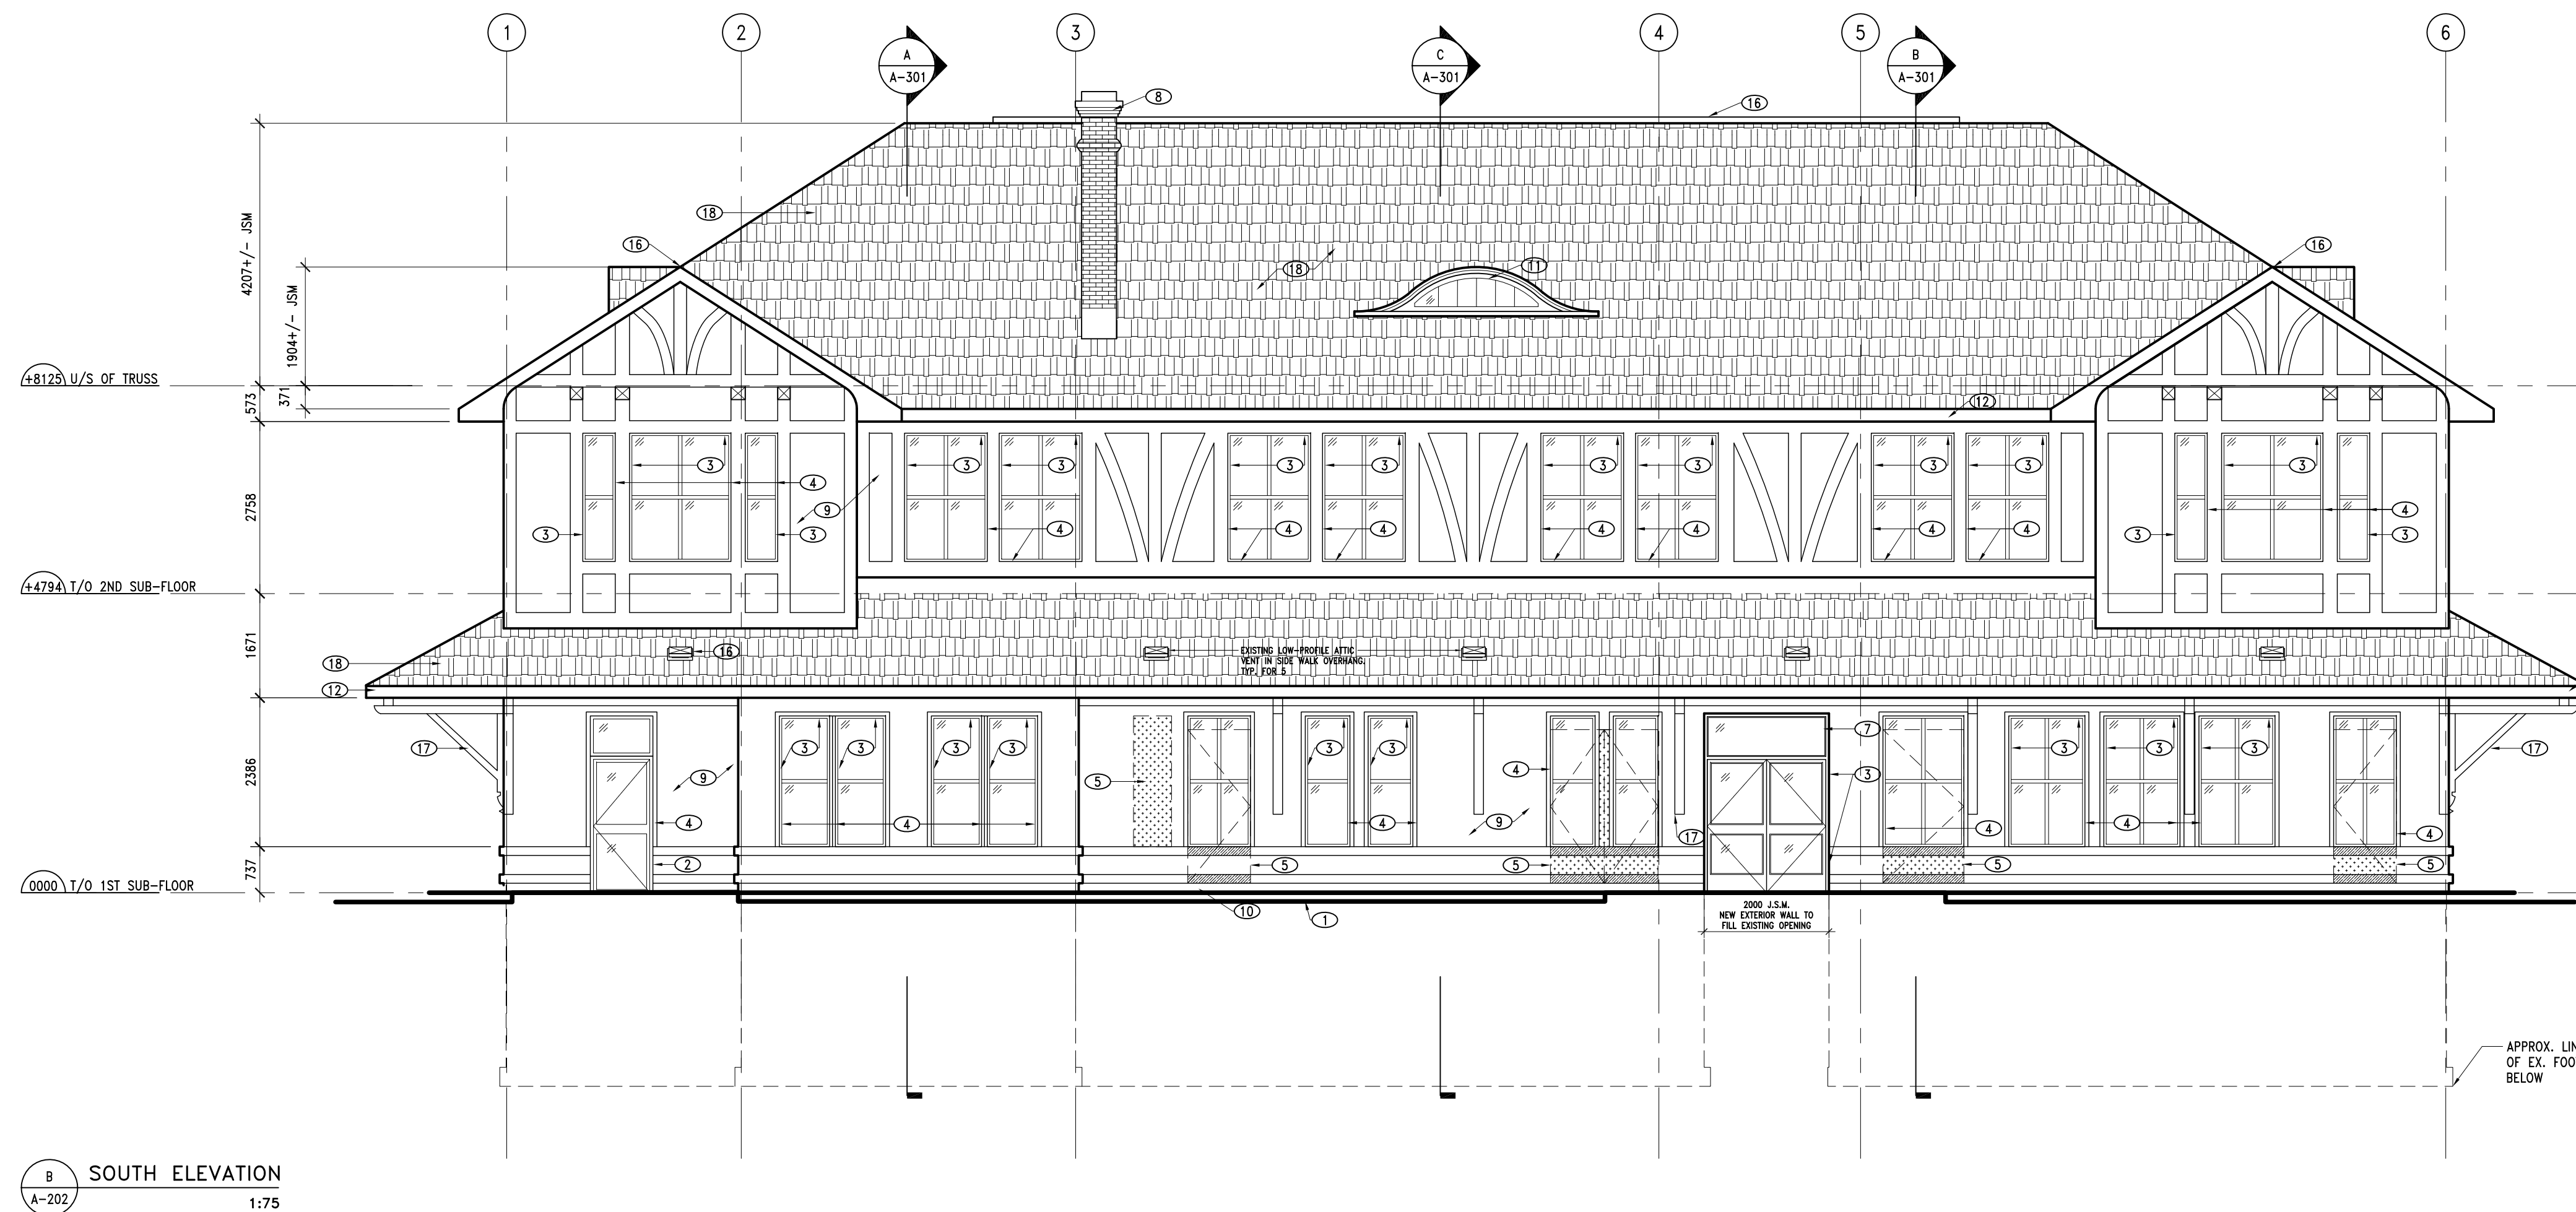 1 2 3 4 5 6
A
A-301
C
A-301
B
A-301
8
16
18
16
18
11
16
4207+/- JSM
1904+/- JSM
+8125 U/S OF TRUSS
573
371
12
3 3 3 3 3 3 3 3 3 3
4
9
4
3 3 4 4 4 4 4 4 4 4 3 3
2758
+4794 T/O 2ND SUB-FLOOR
1671
16
EXISTING LOW-PROFILE ATTIC
VENT IN SIDE WALK OVERHANG.
TYP. FOR 5
18
12
7
17 3 3 3 3 3 3 3 3 3 17
9 5 4 3
2386
4 4 4 9 17 4 4 4
2 5 5 5 5
737
0000 T/O 1ST SUB-FLOOR
10 1
2000 J.S.M.
NEW EXTERIOR WALL TO
FILL EXISTING OPENING
APPROX. LIN
OF EX. FOO
BELOW
B
A-202
SOUTH ELEVATION
1:75